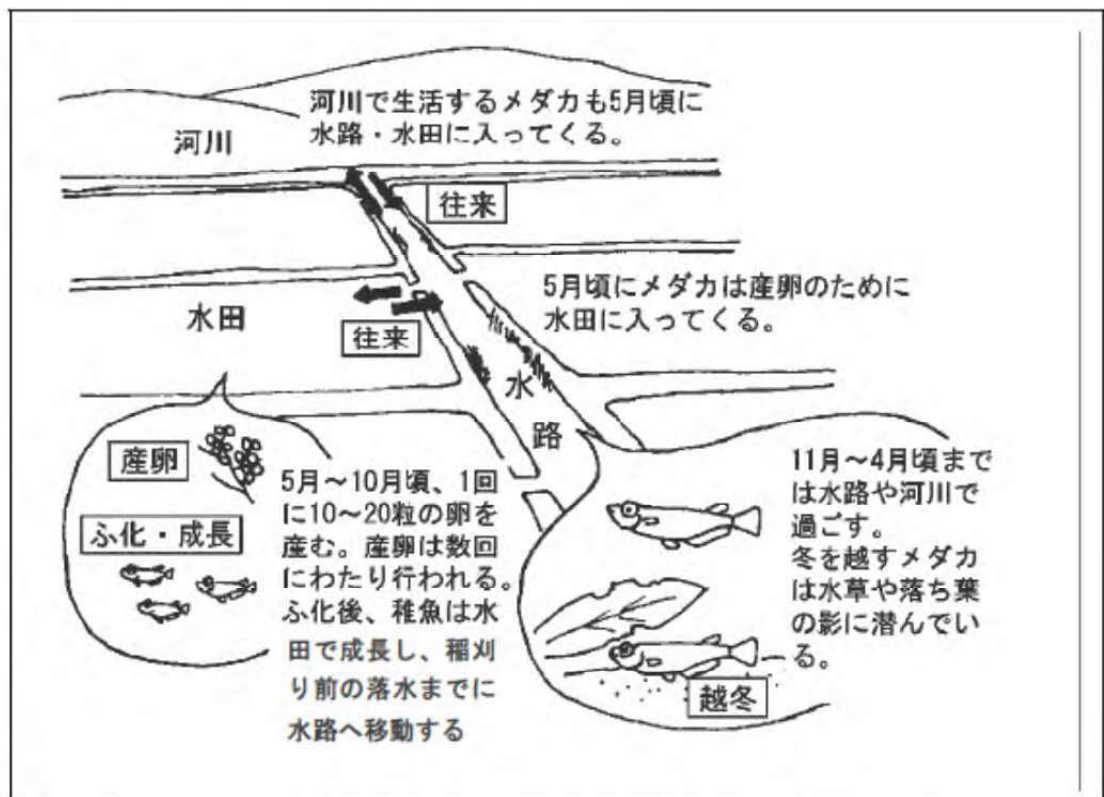 河川で生活するメダカも5月頃に
水路・水田に入ってくる。
河川
往来
5月頃にメダカは産卵のために
水田に入ってくる。
水田
往来
水
路
産卵
ふ化・成長
5月～10月頃、1回
に10～20粒の卵を
産む。産卵は数回
にわたり行われる。
ふ化後、稚魚は水
田で成長し、稲刈
り前の落水までに
水路へ移動する
11月～4月頃まで
は水路や河川で
過ごす。
冬を越すメダカ
は水草や落ち葉
の影に潜んでい
る。
越冬